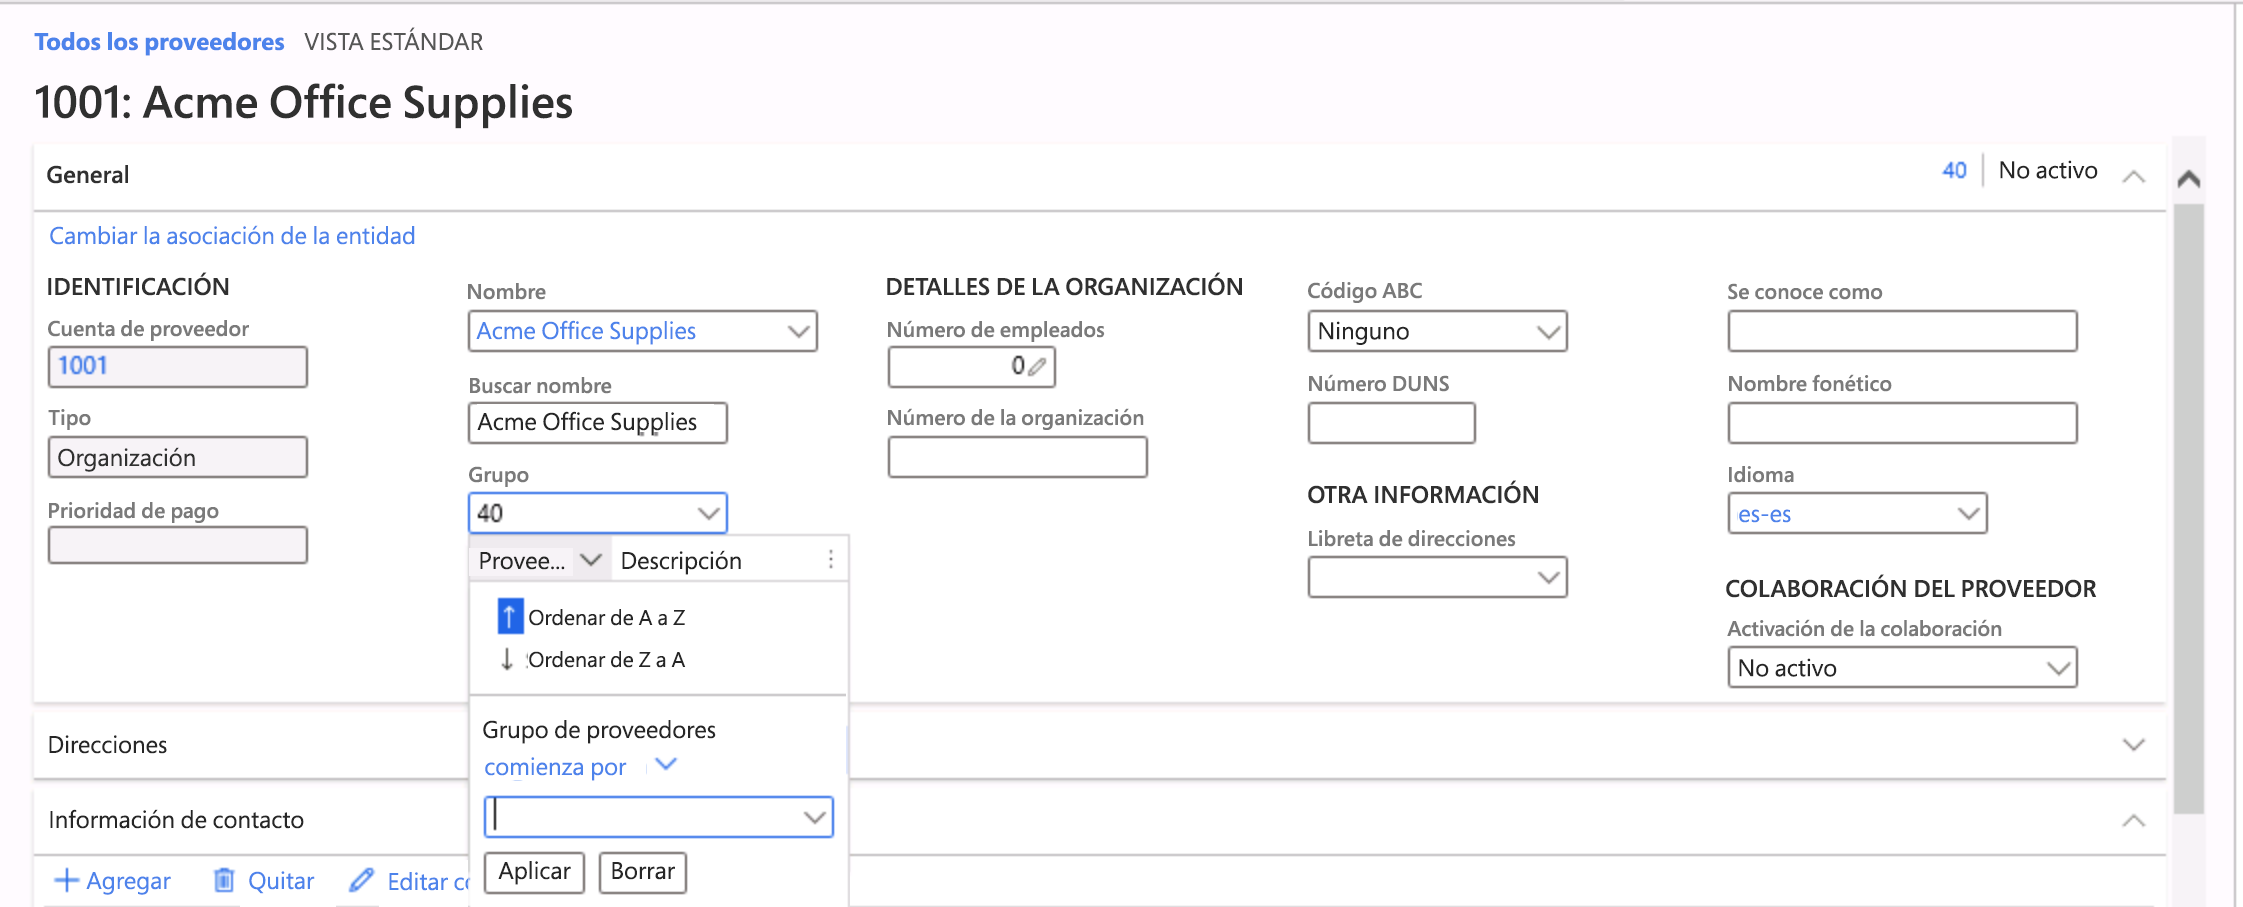 Todos los proveedores VISTA ESTÁNDAR
1001: Acme Office Supplies
General
40 No activo
Cambiar la asociación de la entidad
IDENTIFICACIÓN
Cuenta de proveedor
1001
Tipo
Organización
Prioridad de pago
Nombre
Acme Office Supplies
Buscar nombre
Acme Office Supplies
Grupo
40
Provee... Descripción
Ordenar de A a Z
Ordenar de Z a A
Grupo de proveedores
comienza por
Aplicar Borrar
DETALLES DE LA ORGANIZACIÓN
Número de empleados
0
Número de la organización
Código ABC
Ninguno
Número DUNS
OTRA INFORMACIÓN
Libreta de direcciones
Se conoce como
Nombre fonético
Idioma
es-es
COLABORACIÓN DEL PROVEEDOR
Activación de la colaboración
No activo
Direcciones
Información de contacto
Agregar Quitar Editar